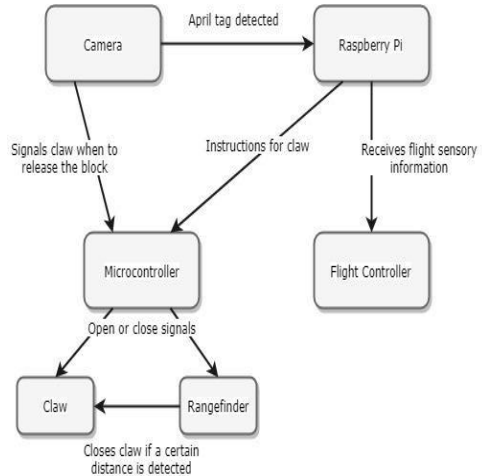 April tag detected
Camera
Raspberry Pi
Signals claw when to
release the block
Instructions for claw
Receives flight sensory
information
Microcontroller
Flight Controller
Open or close signals
Claw
Rangefinder
Closes claw if a certain
distance is detected